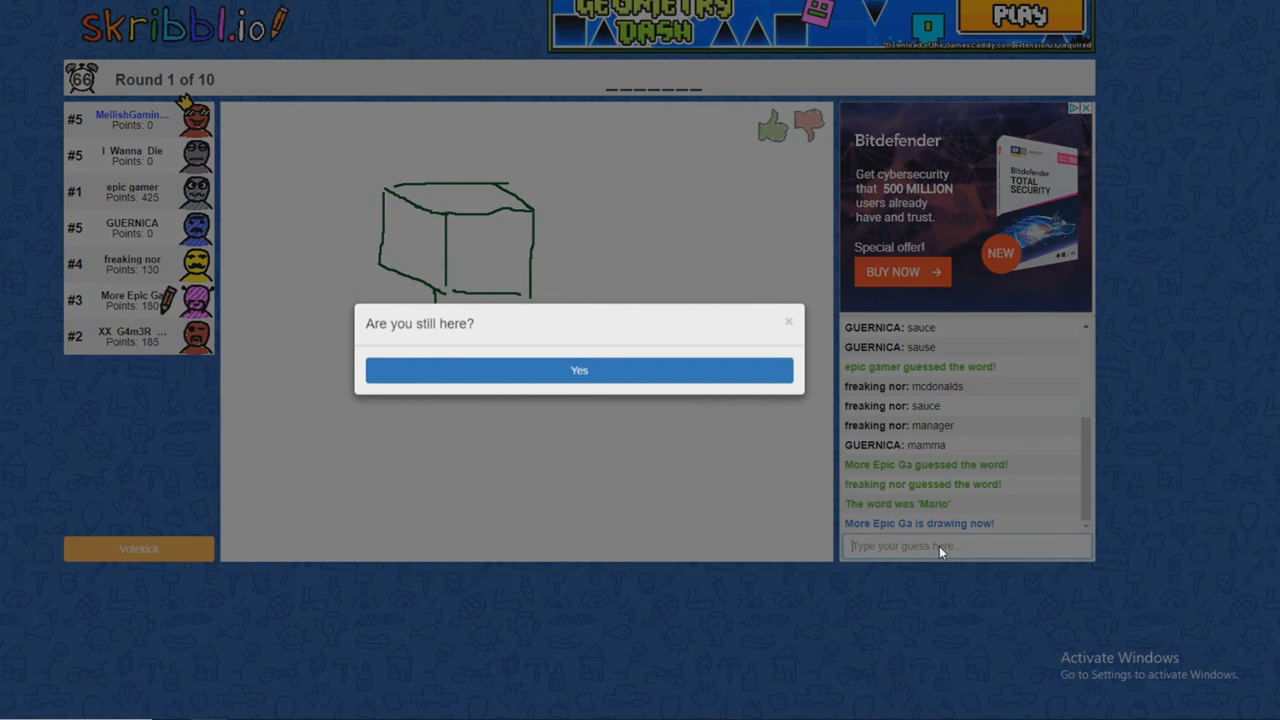 skribbl.io
GEOMETRY
DASH
PLAY
66
Round 1 of 10
_______
#5
MellishGamin...
Points: 0
#5
I Wanna Die
Points: 0
#1
epic gamer
Points: 425
#5
GUERNICA
Points: 0
#4
freaking nor
Points: 130
#3
More Epic Ga
Points: 180
#2
XX G4m3R ...
Points: 185
Votekick
Are you still here?
×
Yes
Bitdefender
Get cybersecurity
that 500 MILLION
users already
have and trust.
Special offer!
BUY NOW →
NEW
Bitdefender
TOTAL
SECURITY
GUERNICA: sauce
GUERNICA: sause
epic gamer guessed the word!
freaking nor: mcdonalds
freaking nor: sauce
freaking nor: manager
GUERNICA: mamma
More Epic Ga guessed the word!
freaking nor guessed the word!
The word was 'Mario'
More Epic Ga is drawing now!
Type your guess here...
Activate Windows
Go to Settings to activate Windows.